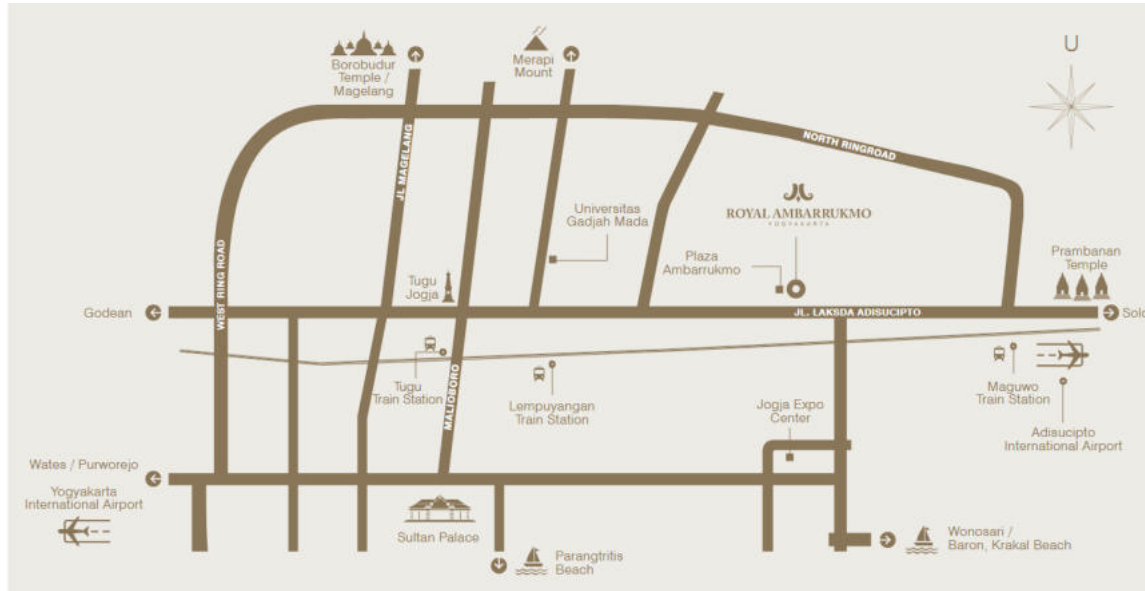 U
Borobudur
Temple /
Magelang
Merapi
Mount
NORTH RINGROAD
JL MAGELANG
Universitas
Gadjah Mada
ROYAL AMBARRUKMO
YOGYAKARTA
Plaza
Ambarrukmo
Prambanan
Temple
Tugu
Jogja
WEST RING ROAD
Godean
JL. LAKSDA ADISUCIPTO
Solo
Tugu
Train Station
MALIOBORO
Lempuyangan
Train Station
Maguwo
Train Station
Jogja Expo
Center
Adisucipto
International Airport
Wates / Purworejo
Yogyakarta
International Airport
Sultan Palace
Parangtritis
Beach
Wonosari /
Baron, Krakal Beach